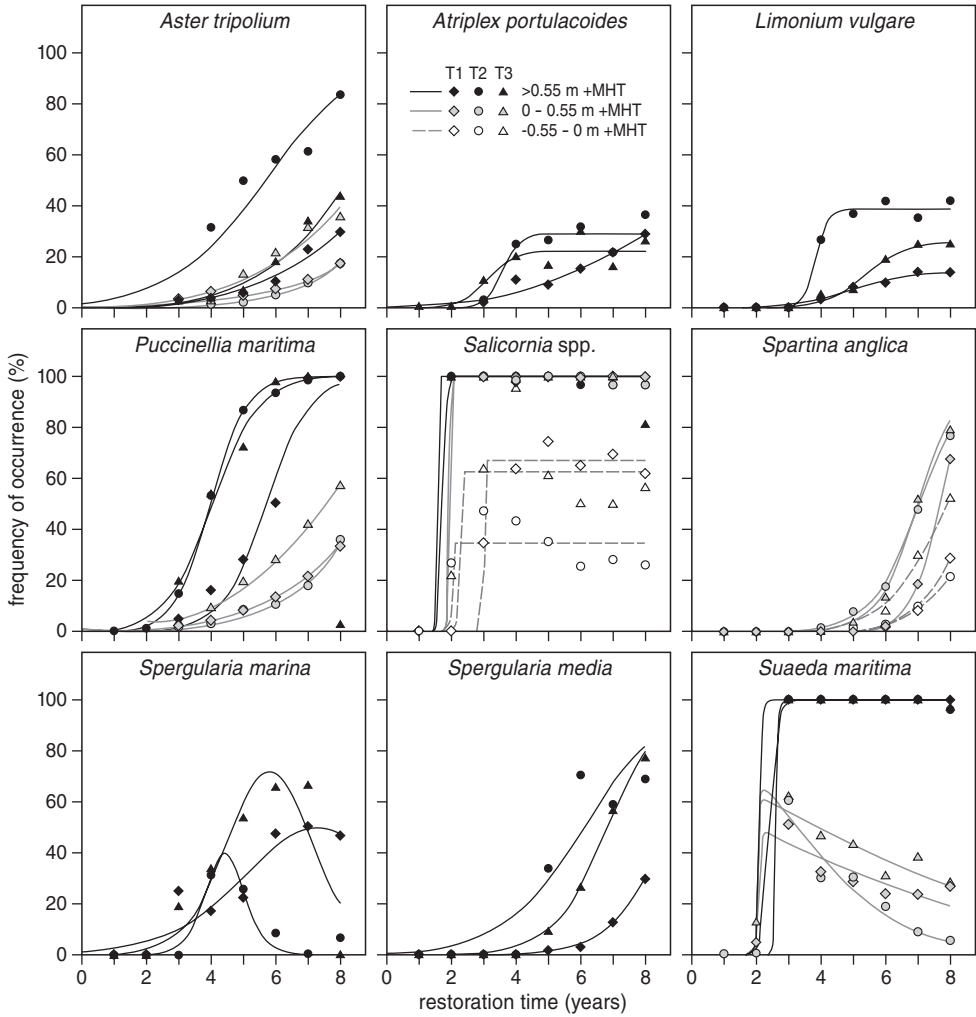 Aster tripolium
Atriplex portulacoides
Limonium vulgare
100
80
60
40
20
0
T1 T2 T3
>0.55 m +MHT
0 – 0.55 m +MHT
-0.55 – 0 m +MHT
frequency of occurrence (%)
Puccinellia maritima
Salicornia spp.
Spartina anglica
100
80
60
40
20
0
Spergularia marina
Spergularia media
Suaeda maritima
100
80
60
40
20
0
0 2 4 6 8
0 2 4 6 8
0 2 4 6 8
restoration time (years)